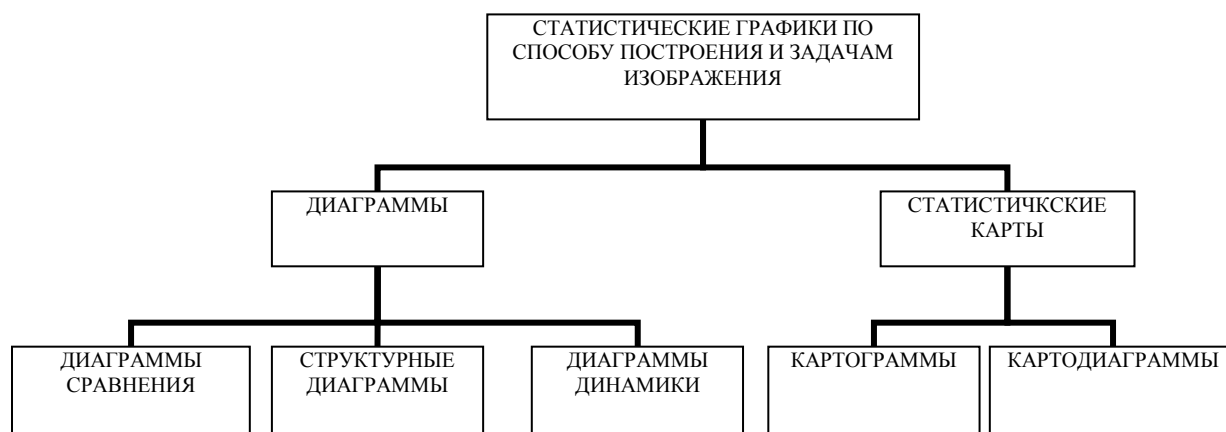 СТАТИСТИЧЕСКИЕ ГРАФИКИ ПО
СПОСОБУ ПОСТРОЕНИЯ И ЗАДАЧАМ
ИЗОБРАЖЕНИЯ
ДИАГРАММЫ
СТАТИСТИЧКСКИЕ
КАРТЫ
ДИАГРАММЫ
СРАВНЕНИЯ
СТРУКТУРНЫЕ
ДИАГРАММЫ
ДИАГРАММЫ
ДИНАМИКИ
КАРТОГРАММЫ
КАРТОДИАГРАММЫ